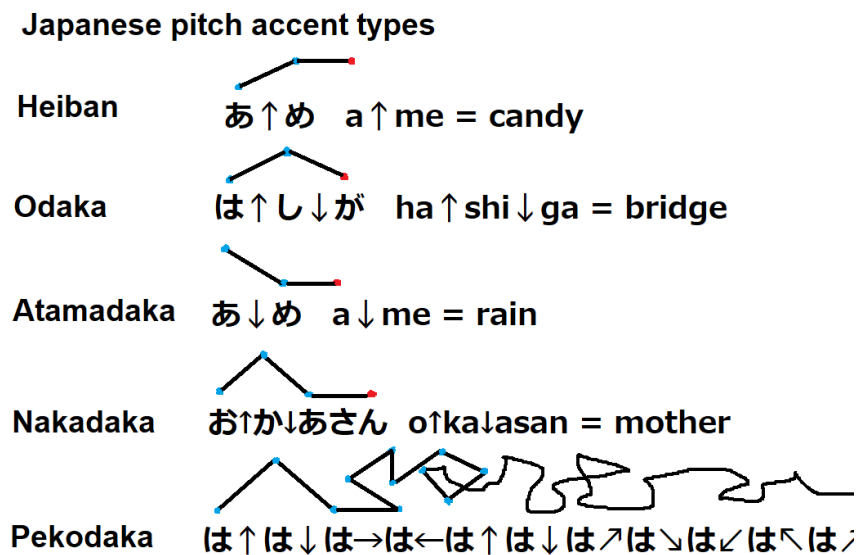 Japanese pitch accent types
Heiban あ↑め a↑me = candy
Odaka は↑し↓が ha↑shi↓ga = bridge
Atamadaka あ↓め a↓me = rain
Nakadaka お↑か↓あさん o↑ka↓asan = mother
Pekodaka は↑は↓は→は←は↑は↓は↗は↘は↙は↖は↗